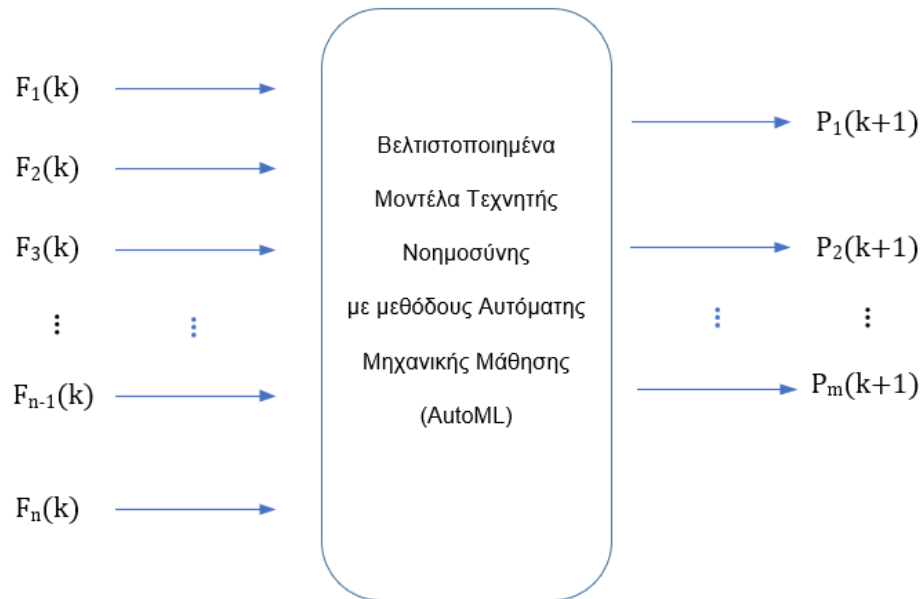 F₁(k)
F₂(k)
F₃(k)
⋮
Fₙ₋₁(k)
Fₙ(k)
Βελτιστοποιημένα
Μοντέλα Τεχνητής
Νοημοσύνης
με μεθόδους Αυτόματης
Μηχανικής Μάθησης
(AutoML)
P₁(k+1)
P₂(k+1)
⋮
Pₘ(k+1)